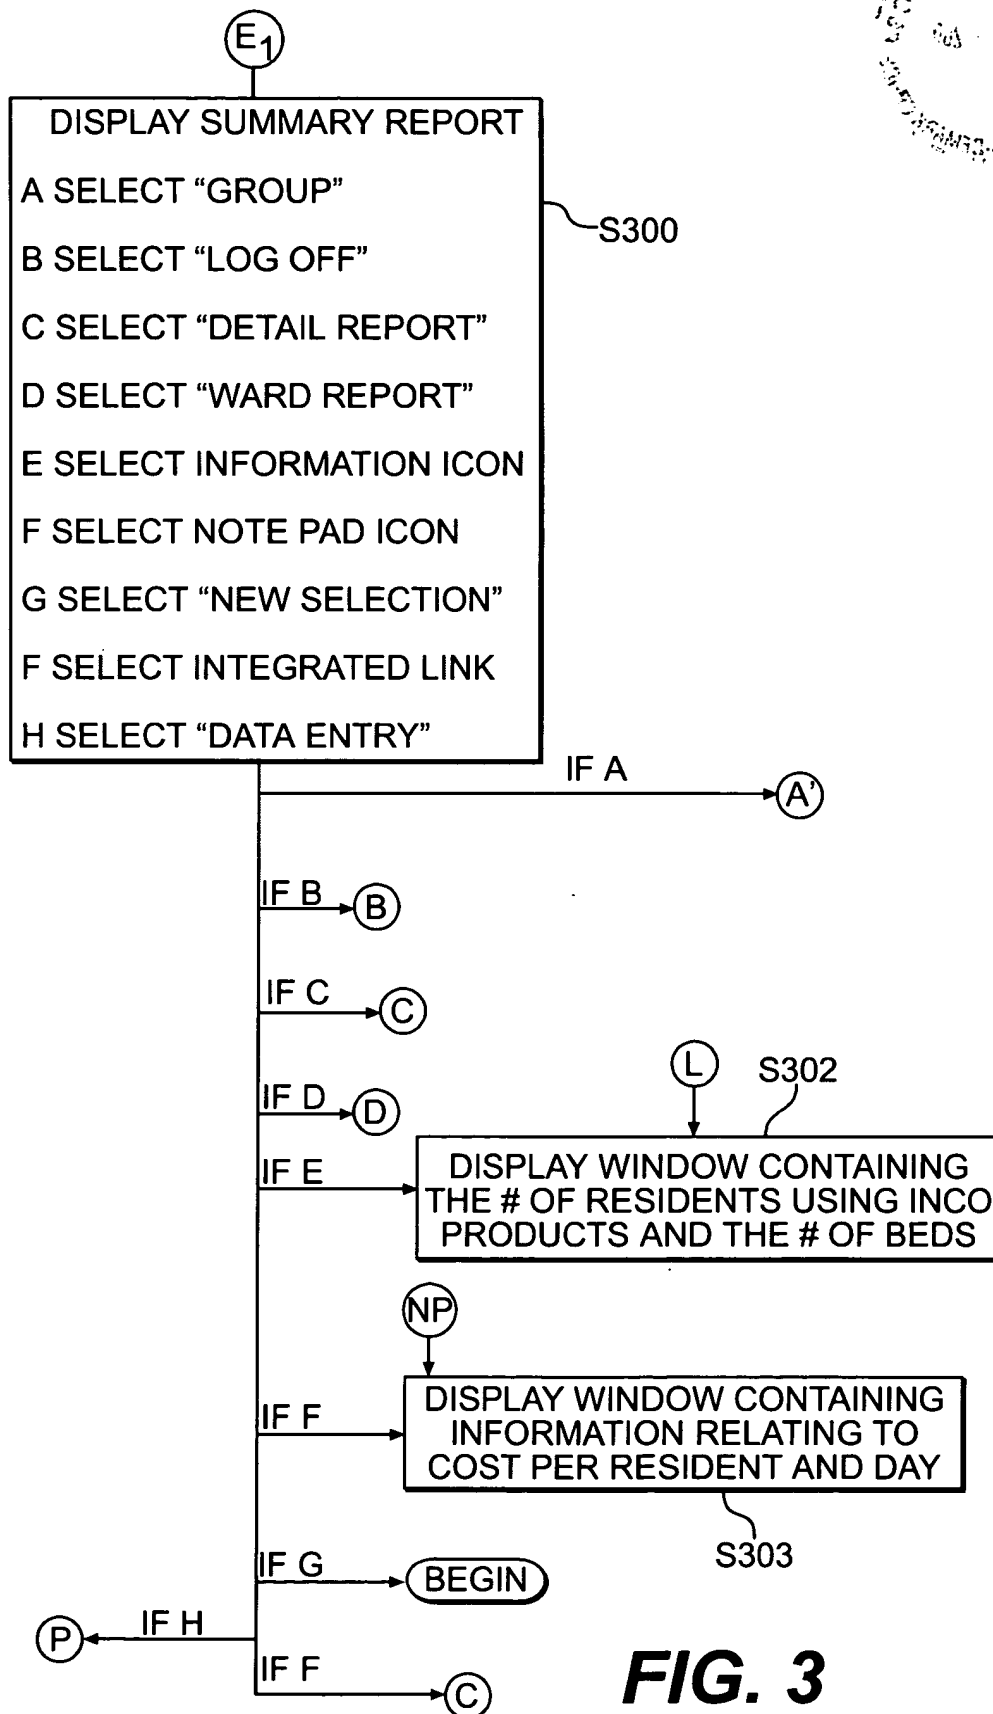 E1
DISPLAY SUMMARY REPORT
A SELECT “GROUP”
S300
B SELECT “LOG OFF”
C SELECT “DETAIL REPORT”
D SELECT “WARD REPORT”
E SELECT INFORMATION ICON
F SELECT NOTE PAD ICON
G SELECT “NEW SELECTION”
F SELECT INTEGRATED LINK
H SELECT “DATA ENTRY”
IF A
A'
IF B
B
IF C
C
L
S302
IF D
D
IF E
DISPLAY WINDOW CONTAINING
THE # OF RESIDENTS USING INCO
PRODUCTS AND THE # OF BEDS
NP
IF F
DISPLAY WINDOW CONTAINING
INFORMATION RELATING TO
COST PER RESIDENT AND DAY
S303
IF G
BEGIN
P
IF H
IF F
C
FIG. 3